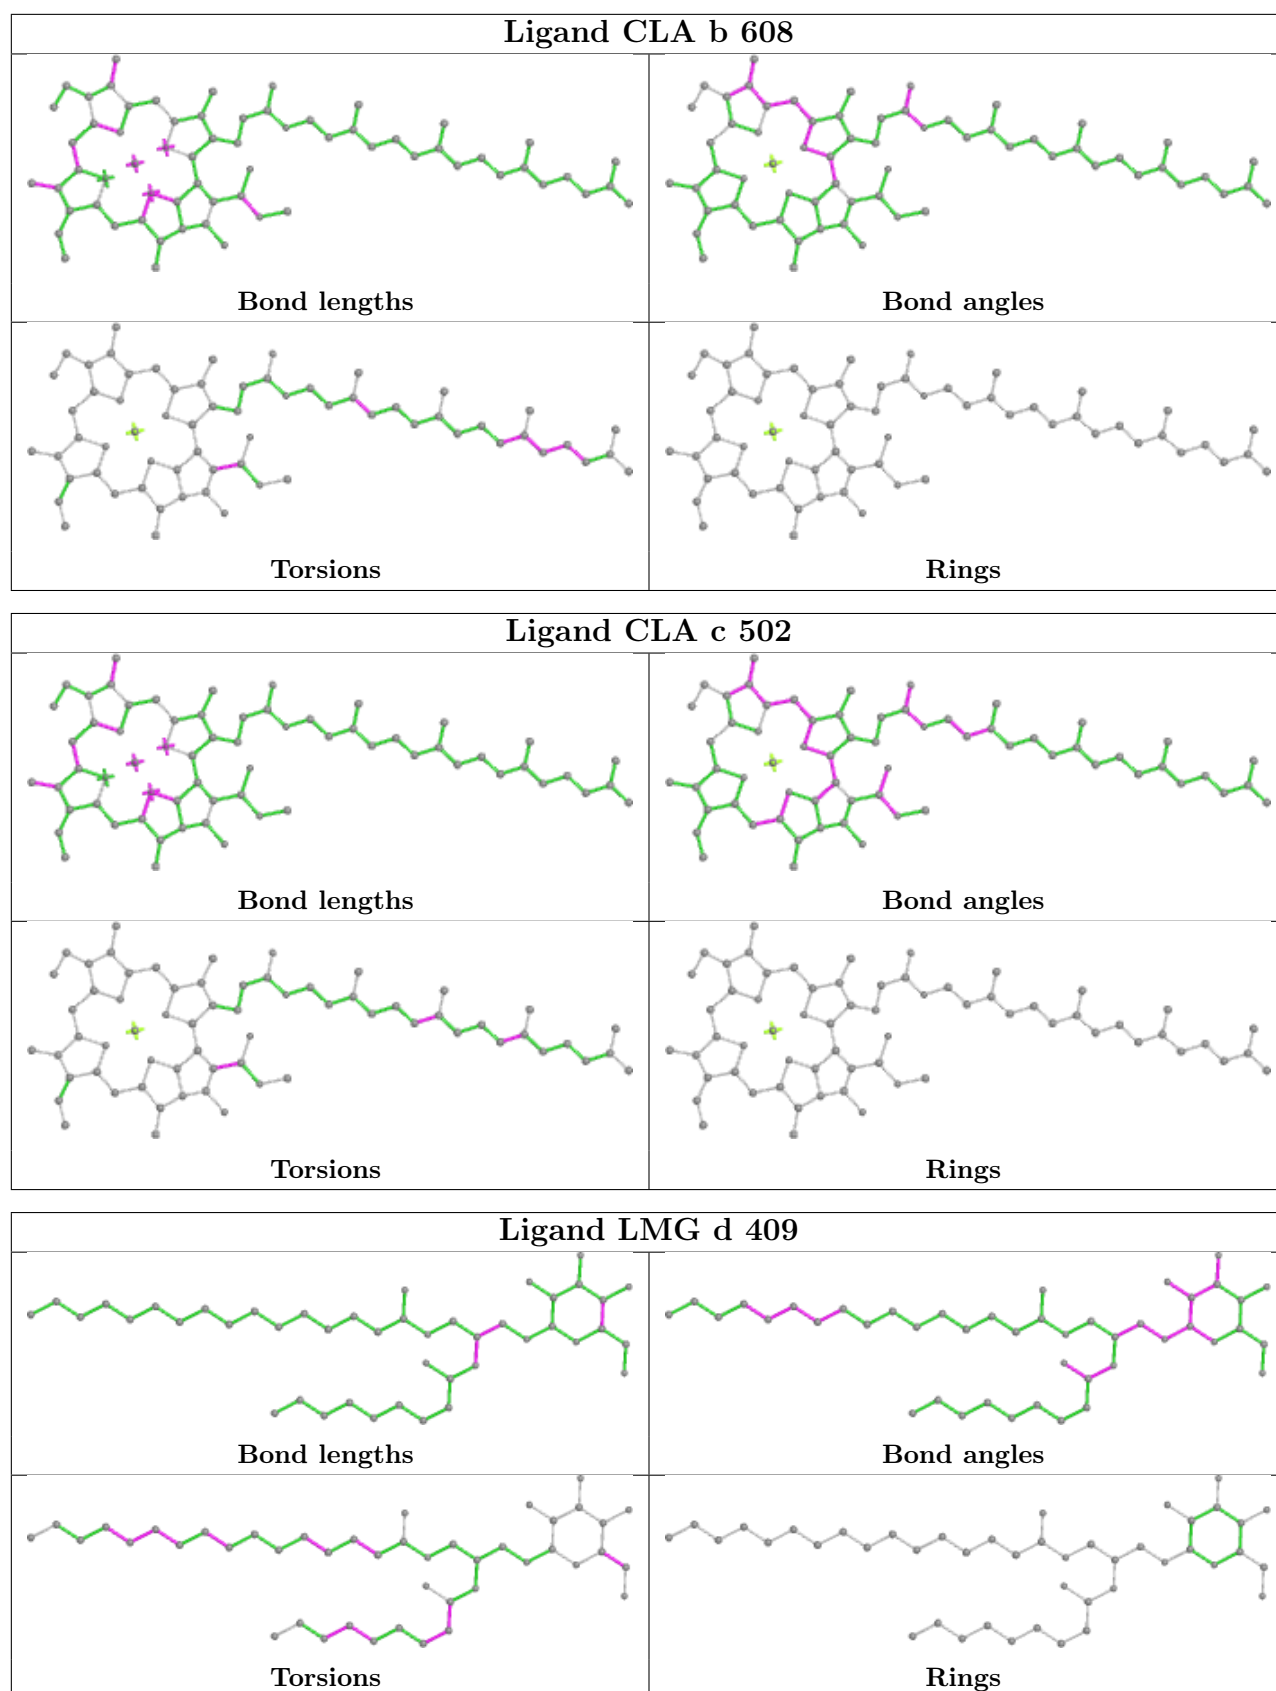 Ligand CLA b 608
Bond lengths
Bond angles
Torsions
Rings
Ligand CLA c 502
Bond lengths
Bond angles
Torsions
Rings
Ligand LMG d 409
Bond lengths
Bond angles
Torsions
Rings